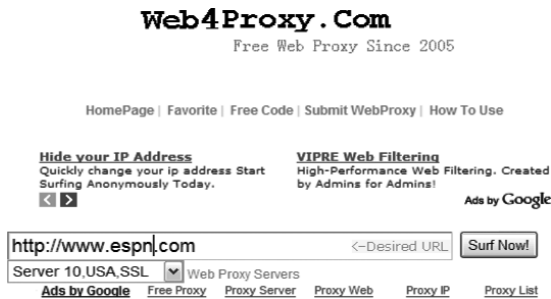 Web4Proxy.Com
Free Web Proxy Since 2005
HomePage | Favorite | Free Code | Submit WebProxy | How To Use
Hide your IP Address
Quickly change your ip address Start
Surfing Anonymously Today.
VIPRE Web Filtering
High-Performance Web Filtering. Created
by Admins for Admins!
Ads by Google
http://www.espn.com
<-Desired URL
Surf Now!
Server 10,USA,SSL
Web Proxy Servers
Ads by Google Free Proxy Proxy Server Proxy Web Proxy IP Proxy List